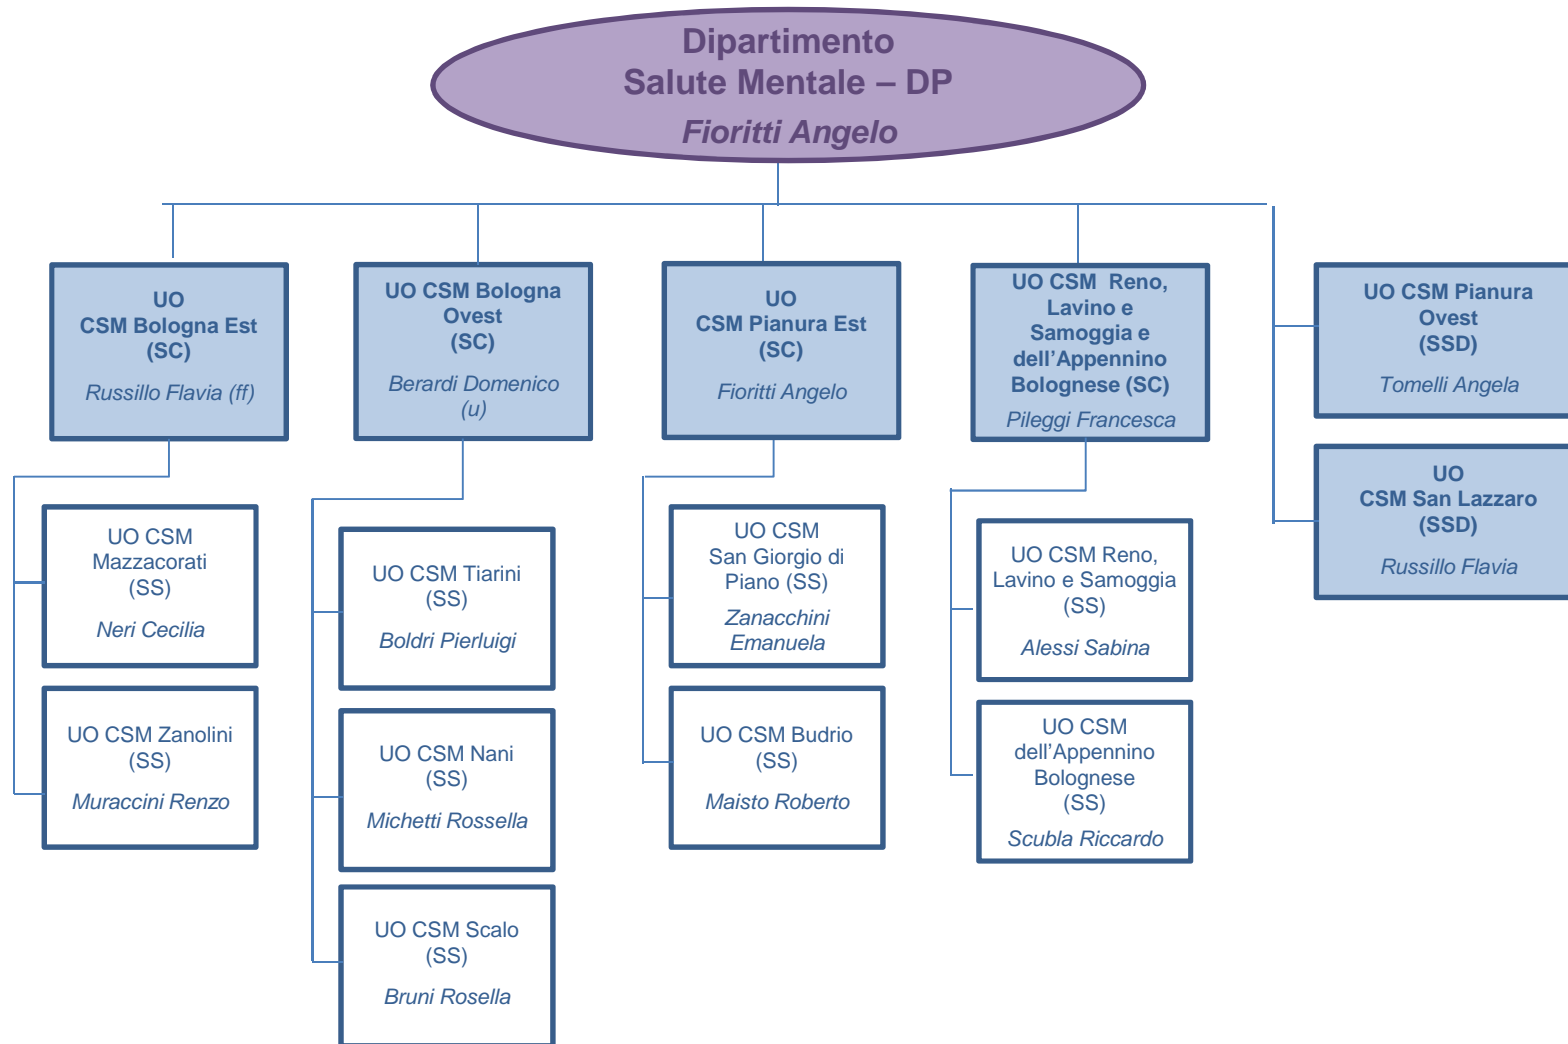 Dipartimento
Salute Mentale – DP
Fioritti Angelo
UO
CSM Bologna Est
(SC)
Russillo Flavia (ff)
UO CSM Bologna
Ovest
(SC)
Berardi Domenico
(u)
UO
CSM Pianura Est
(SC)
Fioritti Angelo
UO CSM Reno,
Lavino e
Samoggia e
dell’Appennino
Bolognese (SC)
Pileggi Francesca
UO CSM Pianura
Ovest
(SSD)
Tomelli Angela
UO
CSM San Lazzaro
(SSD)
Russillo Flavia
UO CSM
Mazzacorati
(SS)
Neri Cecilia
UO CSM Zanolini
(SS)
Muraccini Renzo
UO CSM Tiarini
(SS)
Boldri Pierluigi
UO CSM Nani
(SS)
Michetti Rossella
UO CSM Scalo
(SS)
Bruni Rosella
UO CSM
San Giorgio di
Piano (SS)
Zanacchini
Emanuela
UO CSM Budrio
(SS)
Maisto Roberto
UO CSM Reno,
Lavino e Samoggia
(SS)
Alessi Sabina
UO CSM
dell’Appennino
Bolognese
(SS)
Scubla Riccardo